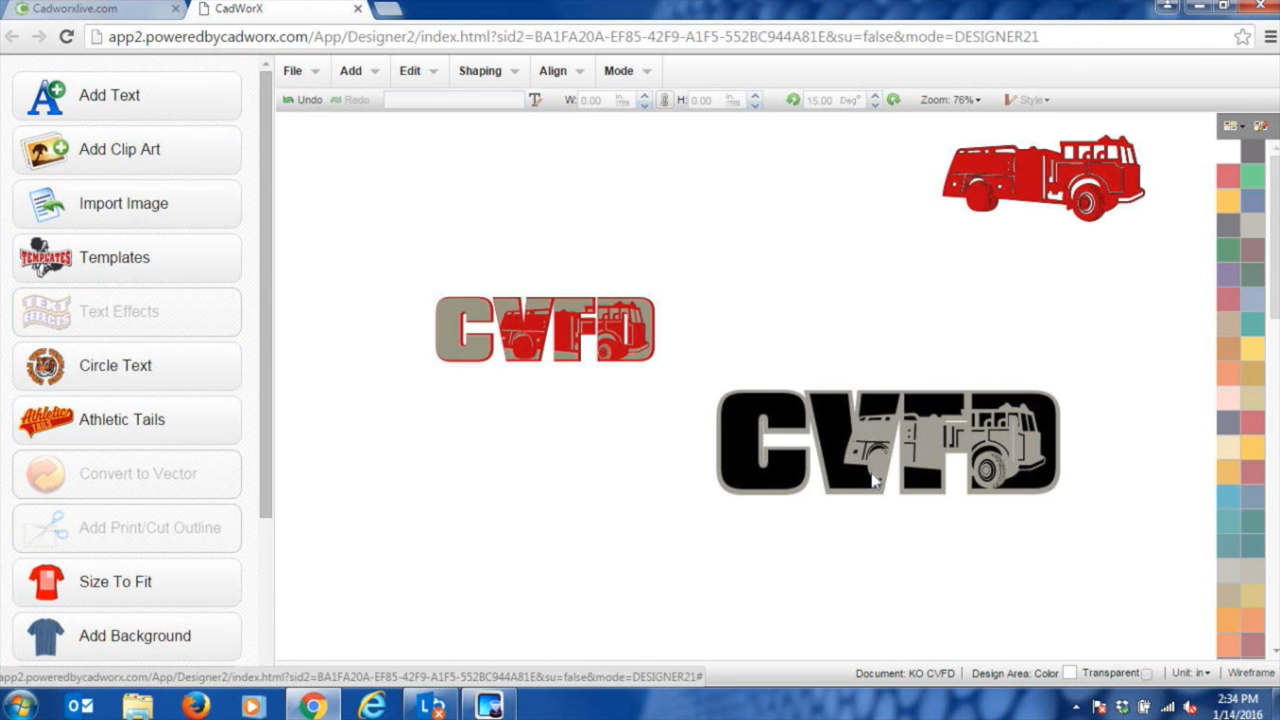 Cadworxlive.com
CadWorX
app2.poweredbycadworx.com/App/Designer2/index.html?sid2=BA1FA20A-EF85-42F9-A1F5-552BC944A81E&su=false&mode=DESIGNER21
File Add Edit Shaping Align Mode
Undo Redo W: 0.00 H: 0.00 15.00 Deg° Zoom: 76% Style
Add Text
Add Clip Art
Import Image
TEMPLATES Templates
TEXT EFFECTS Text Effects
Circle Text
Athletic TAILS Athletic Tails
Convert to Vector
Add Print/Cut Outline
Size To Fit
Add Background
CVFD
CVFD
app2.poweredbycadworx.com/App/Designer2/index.html?sid2=BA1FA20A-EF85-42F9-A1F5-552BC944A81E&su=false&mode=DESIGNER21#
Document: KO CVFD Design Area: Color Transparent Unit: in Wireframe
2:34 PM
1/14/2016